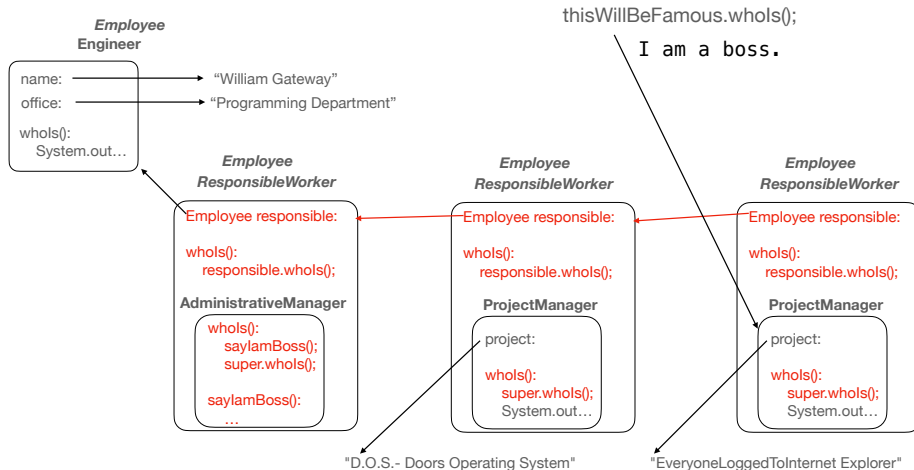 Employee
Engineer
name:
"William Gateway"
office:
"Programming Department"
whoIs():
System.out…
thisWillBeFamous.whoIs();
I am a boss.
Employee
ResponsibleWorker
Employee responsible:
whoIs():
responsible.whoIs();
AdministrativeManager
whoIs():
sayIamBoss();
super.whoIs();
sayIamBoss():
…
Employee
ResponsibleWorker
Employee responsible:
whoIs():
responsible.whoIs();
ProjectManager
project:
whoIs():
super.whoIs();
System.out…
"D.O.S.- Doors Operating System"
Employee
ResponsibleWorker
Employee responsible:
whoIs():
responsible.whoIs();
ProjectManager
project:
whoIs():
super.whoIs();
System.out…
"EveryoneLoggedToInternet Explorer"